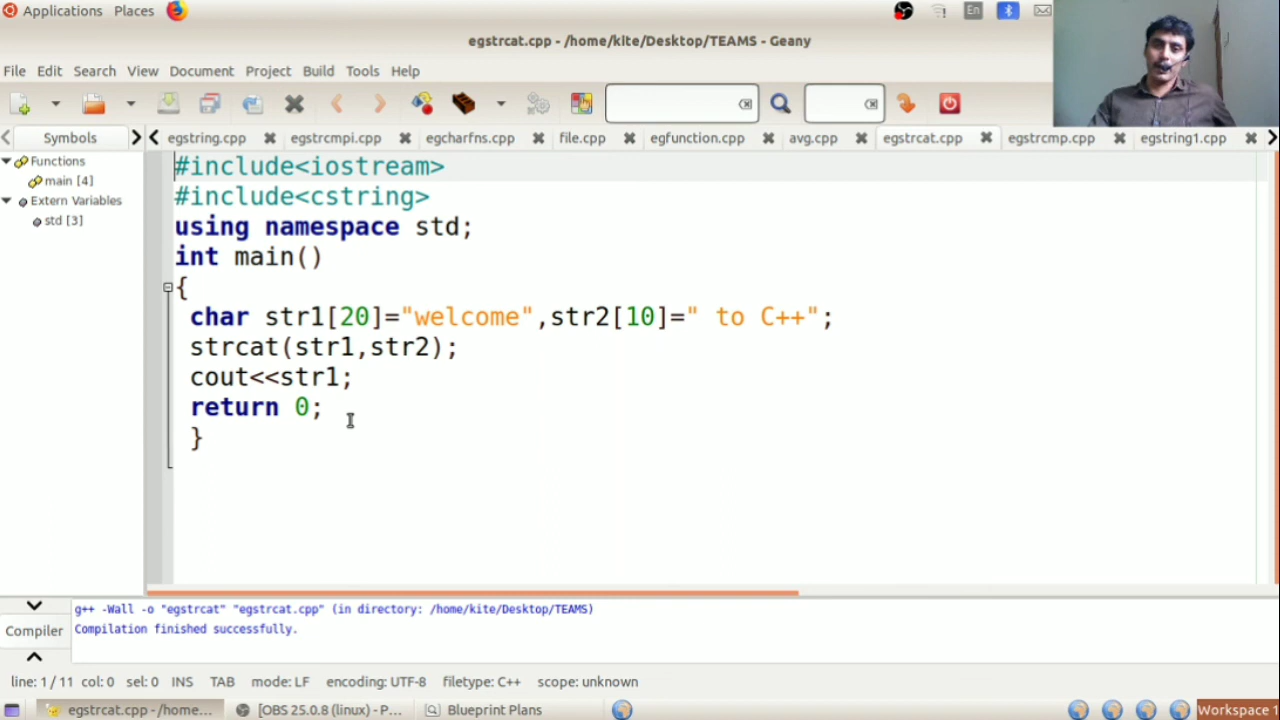 Applications Places En
egstrcat.cpp - /home/kite/Desktop/TEAMS - Geany
File Edit Search View Document Project Build Tools Help
Symbols egstring.cpp egstrcmpi.cpp egcharfns.cpp file.cpp egfunction.cpp avg.cpp egstrcat.cpp egstrcmp.cpp egstring1.cpp
Functions
main [4]
Extern Variables
std [3]
#include<iostream>
#include<cstring>
using namespace std;
int main()
{
char str1[20]="welcome",str2[10]=" to C++";
strcat(str1,str2);
cout<<str1;
return 0;
}
Compiler
g++ -Wall -o "egstrcat" "egstrcat.cpp" (in directory: /home/kite/Desktop/TEAMS)
Compilation finished successfully.
line: 1 / 11 col: 0 sel: 0 INS TAB mode: LF encoding: UTF-8 filetype: C++ scope: unknown
egstrcat.cpp - /home... [OBS 25.0.8 (linux) - P... Blueprint Plans Workspace 1